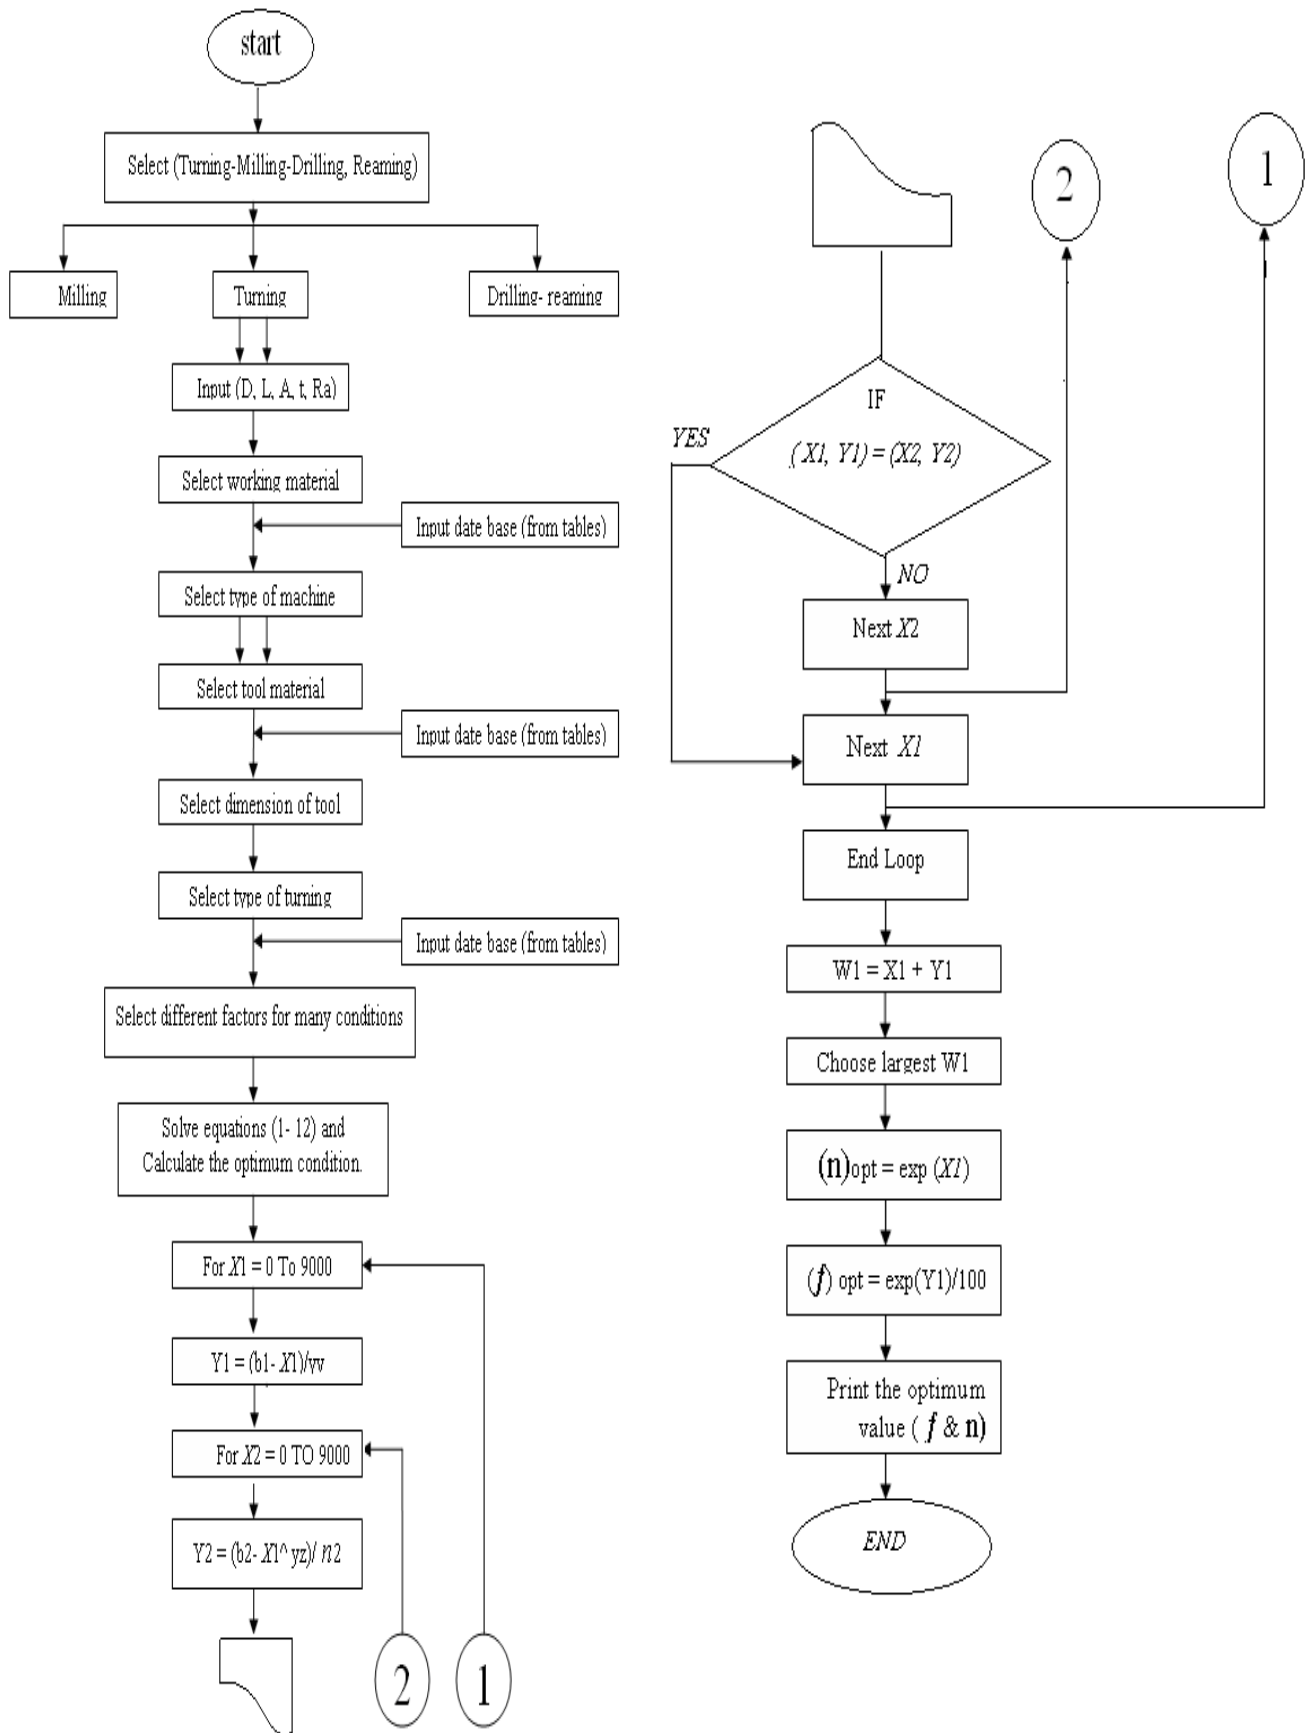 start
Select (Turning-Milling-Drilling, Reaming)
Milling
Turning
Drilling- reaming
Input (D, L, A, t, Ra)
Select working material
Input date base (from tables)
Select type of machine
Select tool material
Input date base (from tables)
Select dimension of tool
Select type of turning
Input date base (from tables)
Select different factors for many conditions
Solve equations (1- 12) and
Calculate the optimum condition.
For X1 = 0 To 9000
Y1 = (b1- X1)/vv
For X2 = 0 TO 9000
Y2 = (b2- X1^ yz)/ n2
2
1
2
1
IF
(X1, Y1) = (X2, Y2)
YES
NO
Next X2
Next X1
End Loop
W1 = X1 + Y1
Choose largest W1
(n)opt = exp (X1)
(f) opt = exp(Y1)/100
Print the optimum
value ( f & n)
END